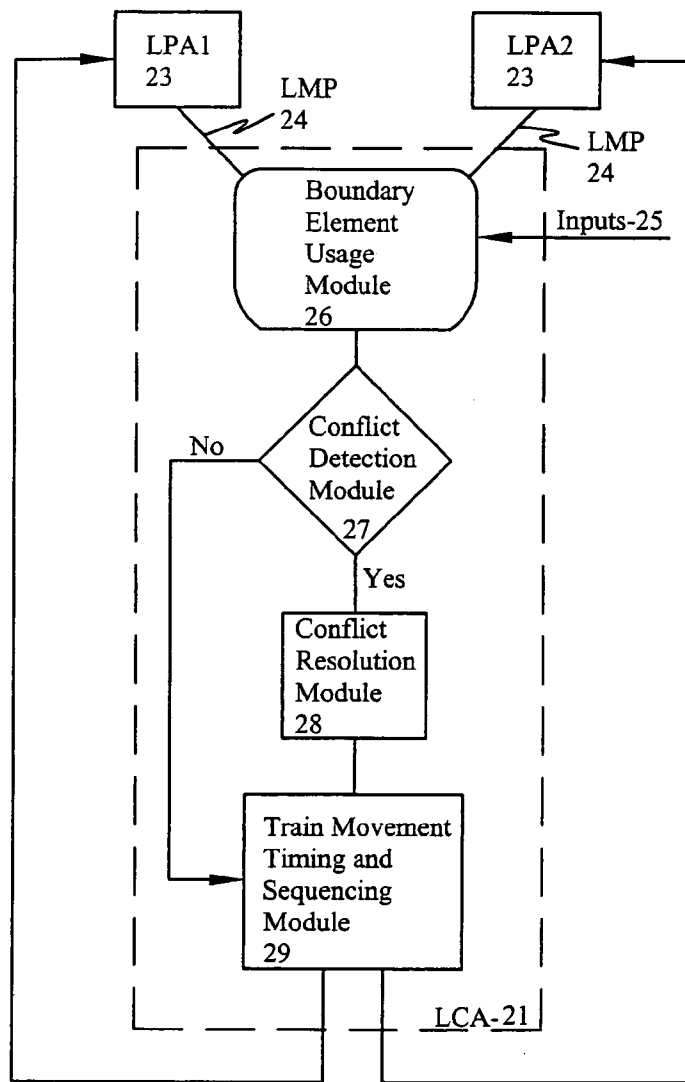 LPA1
23
LPA2
23
LMP
24
LMP
24
Boundary
Element
Usage
Module
26
Inputs-25
Conflict
Detection
Module
27
No
Yes
Conflict
Resolution
Module
28
Train Movement
Timing and
Sequencing
Module
29
LCA-21